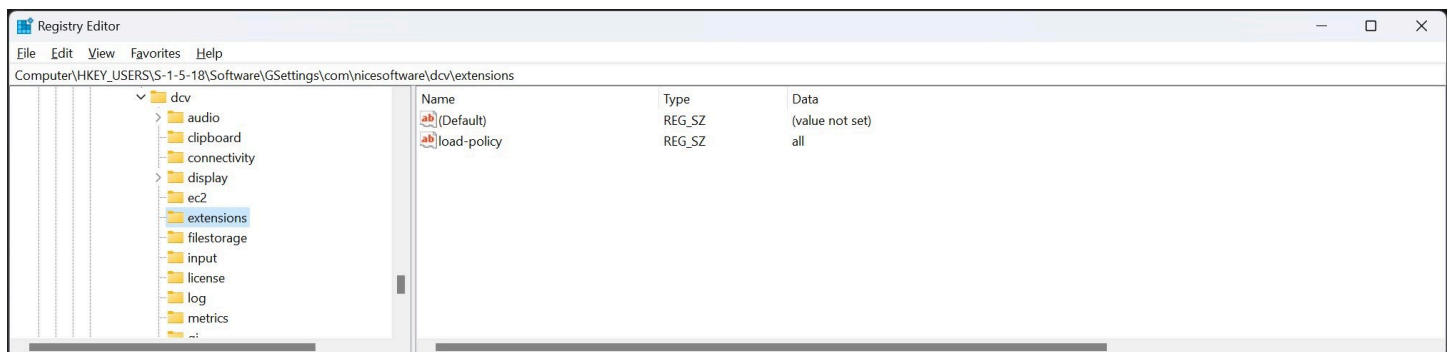 Registry Editor
File Edit View Favorites Help
Computer\HKEY_USERS\S-1-5-18\Software\GSettings\com\nicesoftware\dcv\extensions
dcv
audio
clipboard
connectivity
display
ec2
extensions
filestorage
input
license
log
metrics
Name Type Data
ab (Default) REG_SZ (value not set)
ab load-policy REG_SZ all